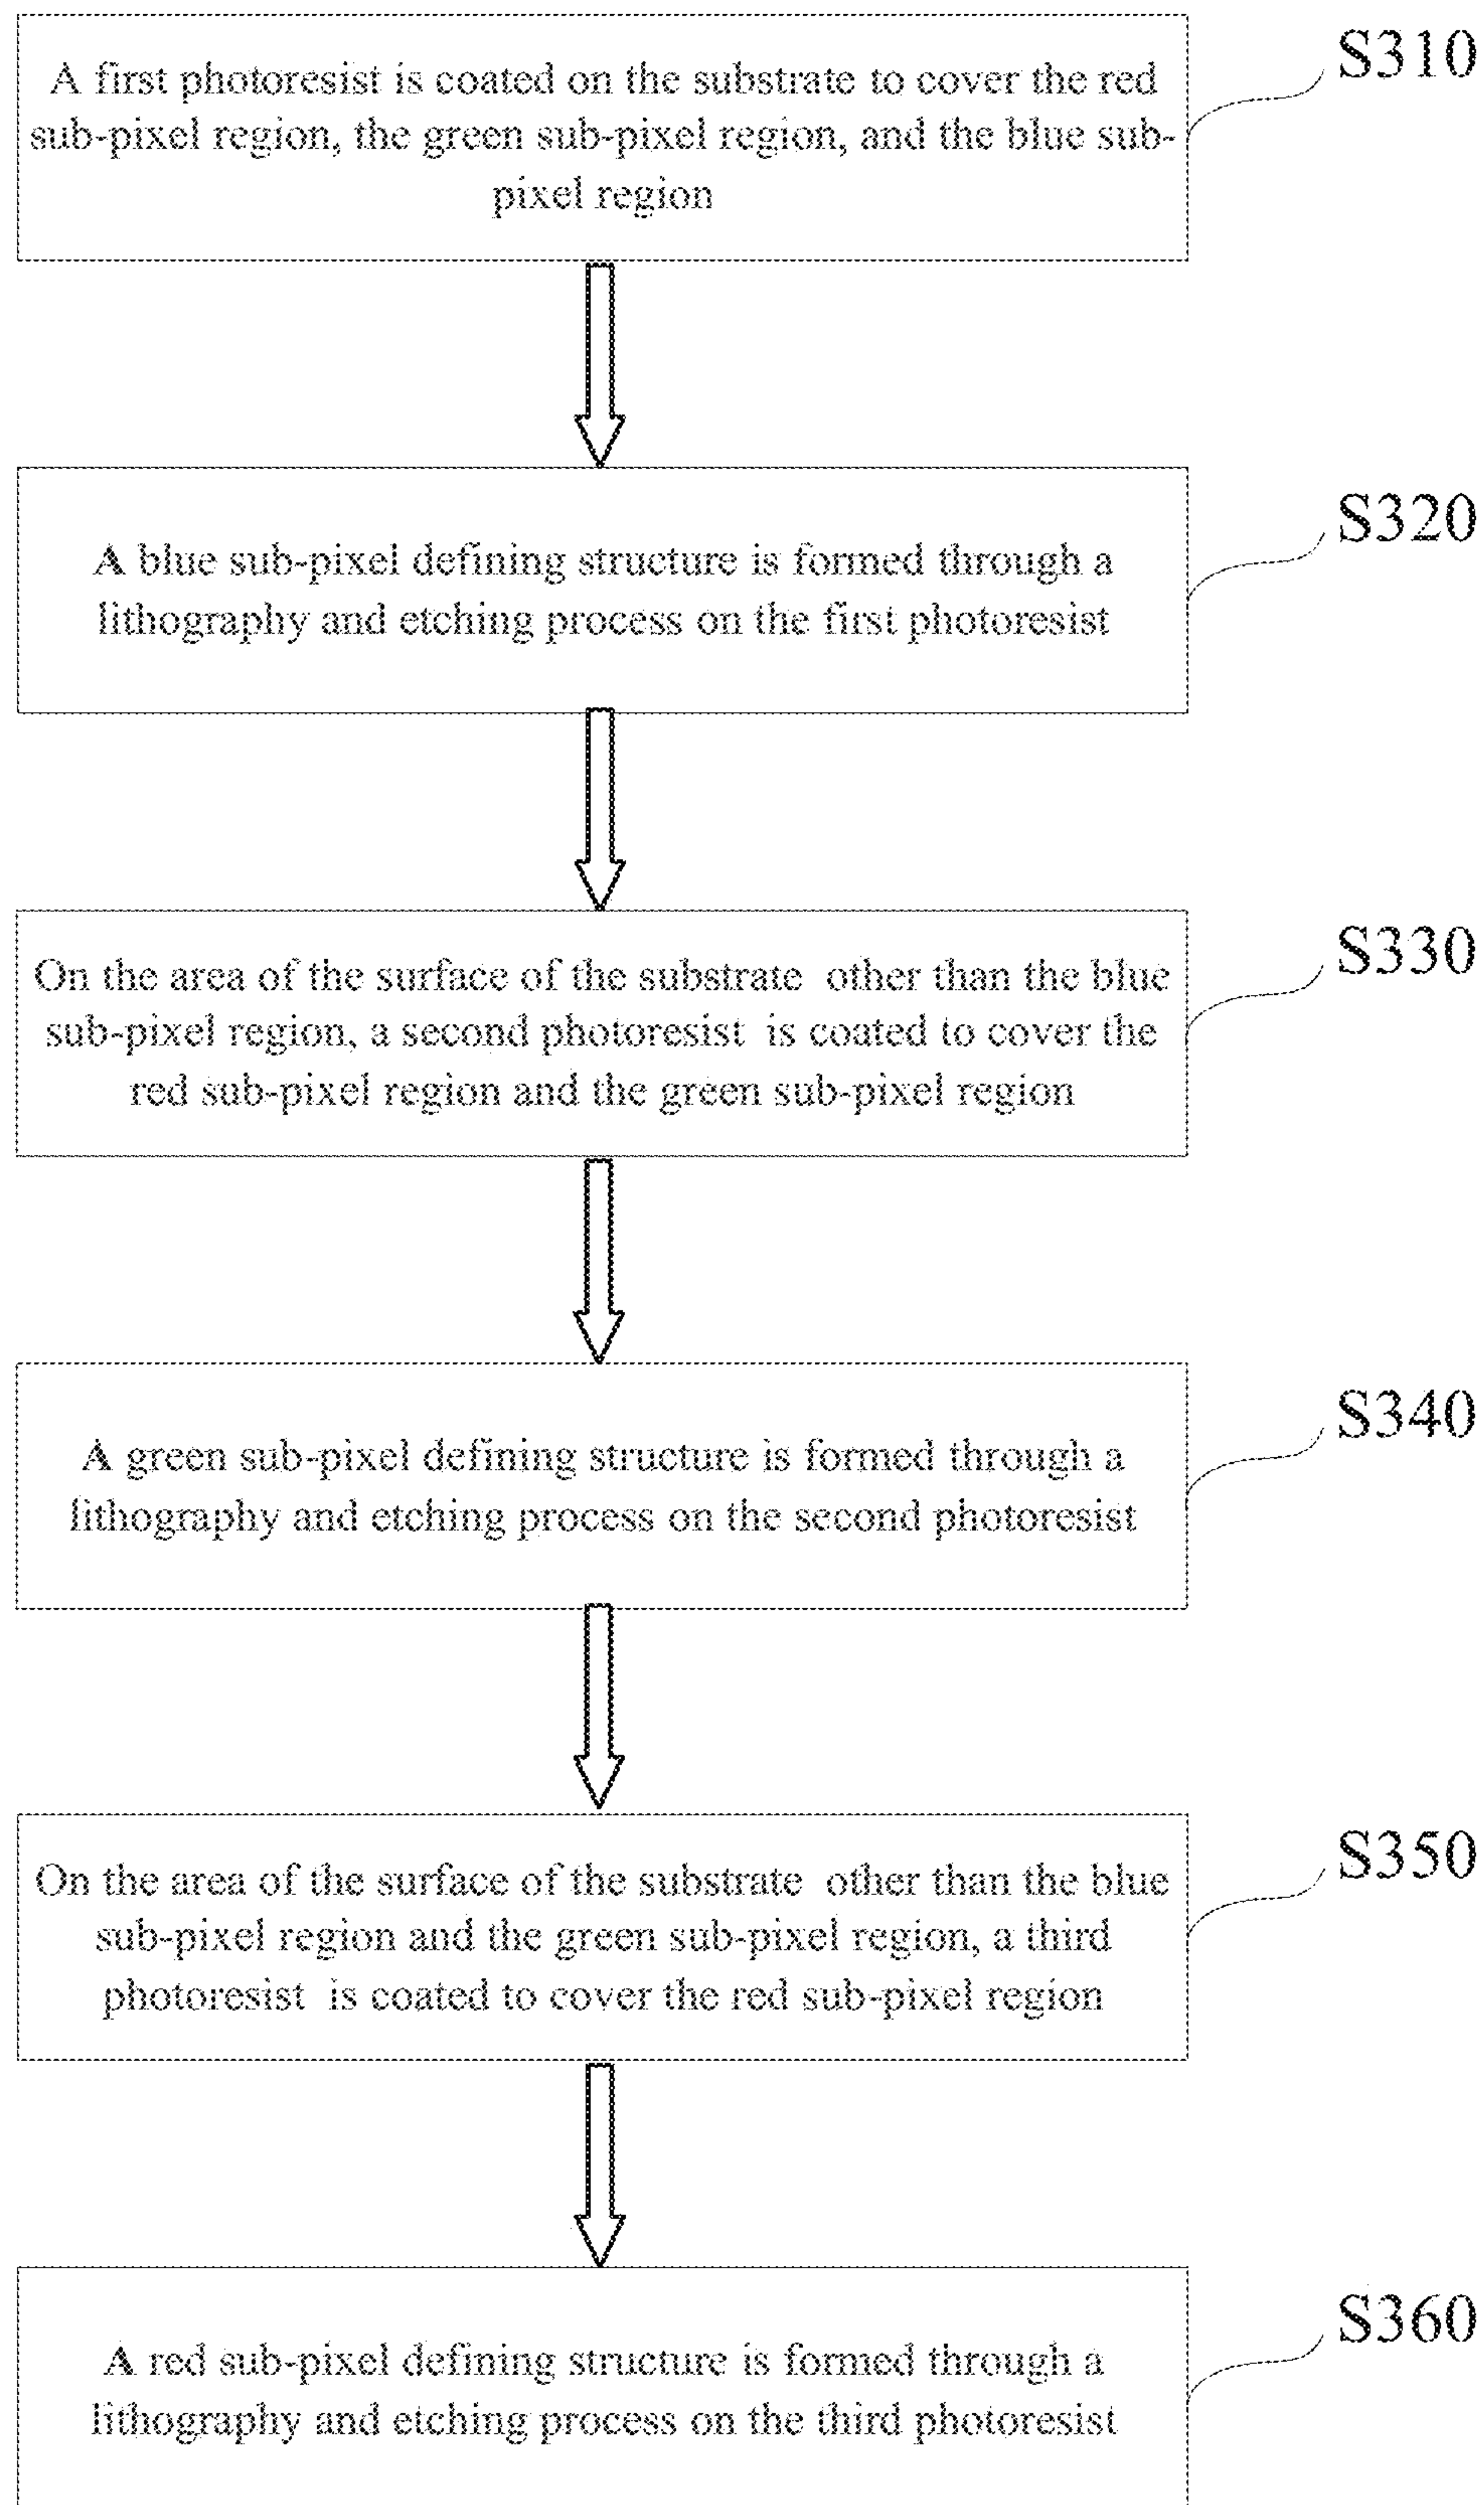 S310
A first photoresist is coated on the substrate to cover the red
sub-pixel region, the green sub-pixel region, and the blue sub-
pixel region
S320
A blue sub-pixel defining structure is formed through a
lithography and etching process on the first photoresist
S330
On the area of the surface of the substrate other than the blue
sub-pixel region, a second photoresist is coated to cover the
red sub-pixel region and the green sub-pixel region
S340
A green sub-pixel defining structure is formed through a
lithography and etching process on the second photoresist
S350
On the area of the surface of the substrate other than the blue
sub-pixel region and the green sub-pixel region, a third
photoresist is coated to cover the red sub-pixel region
S360
A red sub-pixel defining structure is formed through a
lithography and etching process on the third photoresist